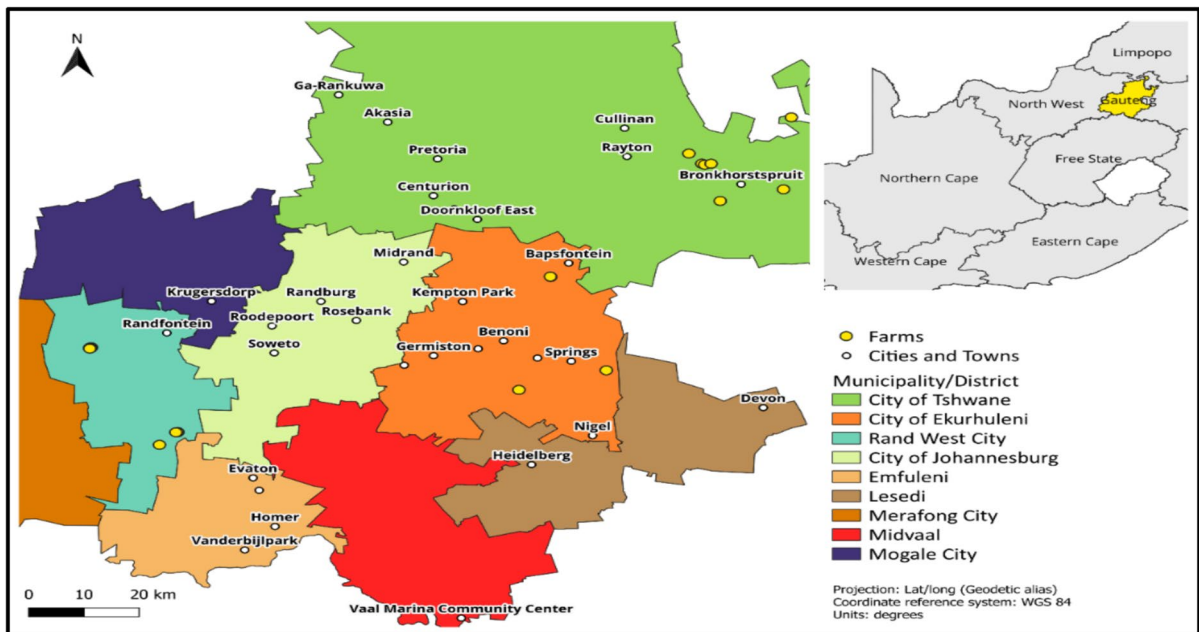 N
Ga-Rankuwa
Akasia
Cullinan
Pretoria
Rayton
Bronkhorstspruit
Centurion
Doornkloof East
Midrand
Bapsfontein
Krugersdorp
Randburg
Kempton Park
Randfontein
Roodepoort
Rosebank
Benoni
Soweto
Germiston
Springs
Devon
Nigel
Heidelberg
Evaton
Homer
Vanderbijlpark
Vaal Marina Community Center
0 10 20 km
Limpopo
North West
Gauteng
Free State
Northern Cape
Eastern Cape
Western Cape
Farms
Cities and Towns
Municipality/District
City of Tshwane
City of Ekurhuleni
Rand West City
City of Johannesburg
Emfuleni
Lesedi
Merafong City
Midvaal
Mogale City
Projection: Lat/long (Geodetic alias)
Coordinate reference system: WGS 84
Units: degrees